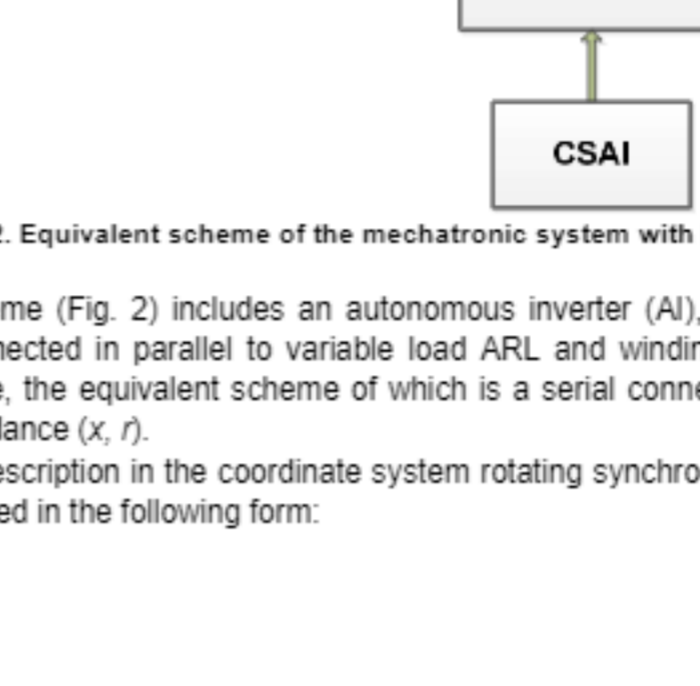 CSAI
2. Equivalent scheme of the mechatronic system with
me (Fig. 2) includes an autonomous inverter (AI),
nected in parallel to variable load ARL and windin
e, the equivalent scheme of which is a serial conne
dance (x, r).
escription in the coordinate system rotating synchro
ed in the following form: